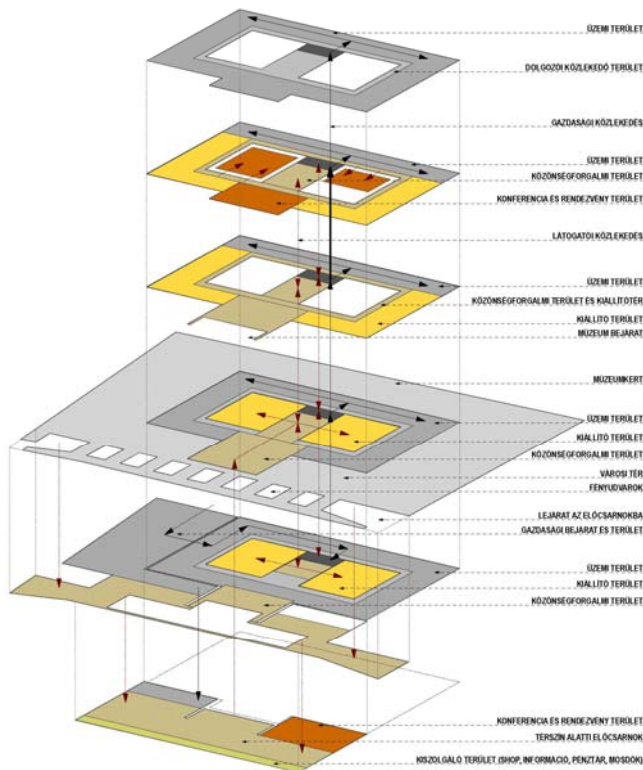 ÜZEMI TERÜLET
DOLGOZÓI KÖZLEKEDŐ TERÜLET
GAZDASÁGI KÖZLEKEDÉS
ÜZEMI TERÜLET
KÖZÖNSÉGFORGALMI TERÜLET
KONFERENCIA ÉS RENDEZVÉNY TERÜLET
LÁTOGATÓI KÖZLEKEDÉS
ÜZEMI TERÜLET
KÖZÖNSÉGFORGALMI TERÜLET ÉS KIÁLLÍTÓTÉR
KIÁLLÍTÓ TERÜLET
MÚZEUM BEJÁRAT
MÚZEUMKERT
ÜZEMI TERÜLET
KIÁLLÍTÓ TERÜLET
KÖZÖNSÉGFORGALMI TERÜLET
VÁROSI TÉR
FÉNYUDVAROK
LEJÁRAT AZ ELŐCSARNOKBA
GAZDASÁGI BEJÁRAT ÉS TERÜLET
ÜZEMI TERÜLET
KIÁLLÍTÓ TERÜLET
KÖZÖNSÉGFORGALMI TERÜLET
KONFERENCIA ÉS RENDEZVÉNY TERÜLET
TÉRSZÍN ALATTI ELŐCSARNOK
KISZOLGÁLÓ TERÜLET (SHOP, INFORMÁCIÓ, PÉNZTÁR, MOSDÓK)